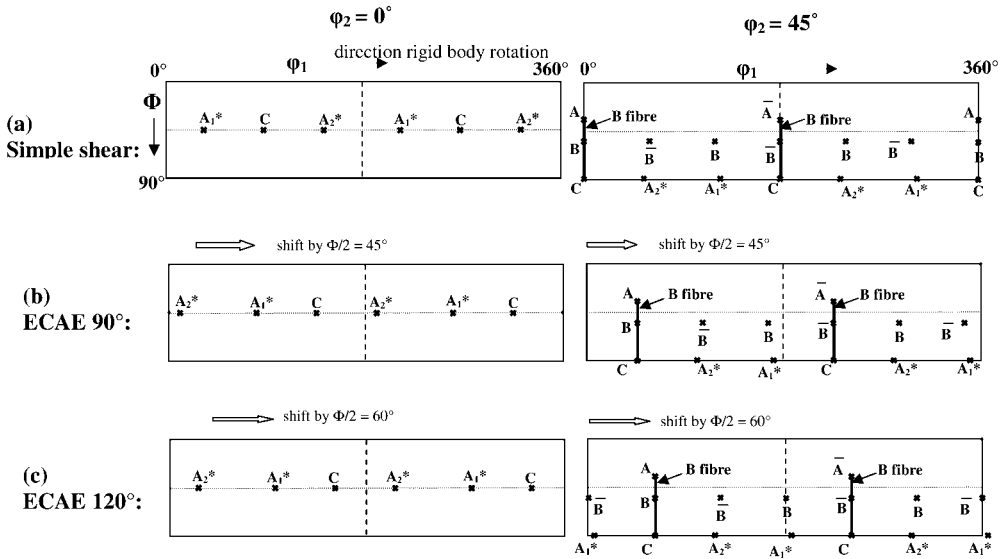 φ₂ = 0° φ₂ = 45°
direction rigid body rotation
0° φ₁ 360° 0° φ₁ 360°
Φ
(a)
Simple shear:
90°
A₁* C A₂* A₁* C A₂*
A B fibre A̅ B fibre A
B B̅ B B̅ B B̅ B
C A₂* A₁* C A₂* A₁* C
shift by Φ/2 = 45° shift by Φ/2 = 45°
(b)
ECAE 90°:
A₂* A₁* C A₂* A₁* C
A B fibre A̅ B fibre
B B̅ B B̅ B B̅
C A₂* A₁* C A₂* A₁*
shift by Φ/2 = 60° shift by Φ/2 = 60°
(c)
ECAE 120°:
A₂* A₁* C A₂* A₁* C
A B fibre A̅ B fibre
B̅ B B̅ B B̅ B B̅
A₁* C A₂* A₁* C A₂* A₁*